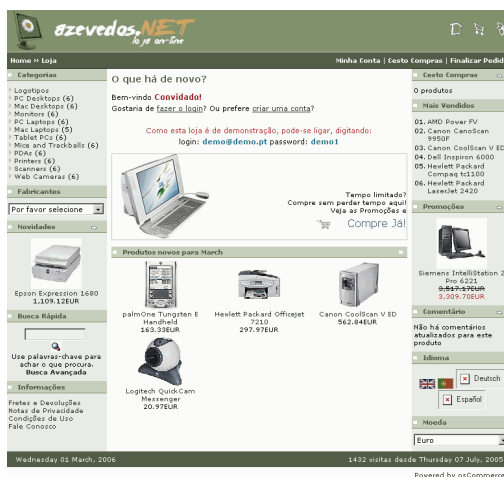 azevedos.NET
loja on-line
Home » Loja
Minha Conta | Cesto Compras | Finalizar Pedid
Categorias
Logotipos
PC Desktops (6)
Mac Desktops (6)
Monitors (6)
PC Laptops (6)
Mac Laptops (5)
Tablet PCs (6)
Mice and Trackballs (6)
PDAs (6)
Printers (6)
Scanners (6)
Web Cameras (6)
Fabricantes
Por favor selecione
Novidades
Epson Expression 1680
1,109.12EUR
Busca Rápida
Use palavras-chave para
achar o que procura.
Busca Avançada
Informações
Fretes e Devoluções
Notas de Privacidade
Condições de Uso
Fale Conosco
O que há de novo?
Bem-vindo Convidado!
Gostaria de fazer o login? Ou prefere criar uma conta?
Como esta loja é de demonstração, pode-se ligar, digitando:
login: demo@demo.pt password: demo1
Tempo limitado?
Compre sem perder tempo aqui!
Veja as Promoções e
Compre Já!
Produtos novos para March
palmOne Tungsten E
Handheld
163.33EUR
Hewlett Packard Officejet
7210
297.97EUR
Canon CoolScan V ED
562.84EUR
Logitech QuickCam
Messenger
20.97EUR
Cesto Compras
0 produtos
Mais Vendidos
01. AMD Power FV
02. Canon CanoScan
9950F
03. Canon CoolScan V ED
04. Dell Inspiron 6000
05. Hewlett Packard
Compaq tc1100
06. Hewlett Packard
LaserJet 2420
Promoções
Siemens IntelliStation Z
Pro 6221
3,517.17EUR
3,309.70EUR
Comentário
Não há comentários
atualizados para este
produto
Idioma
Deutsch
Español
Moeda
Euro
Wednesday 01 March, 2006
1432 visitas desde Thursday 07 July, 2005
Powered by osCommerce